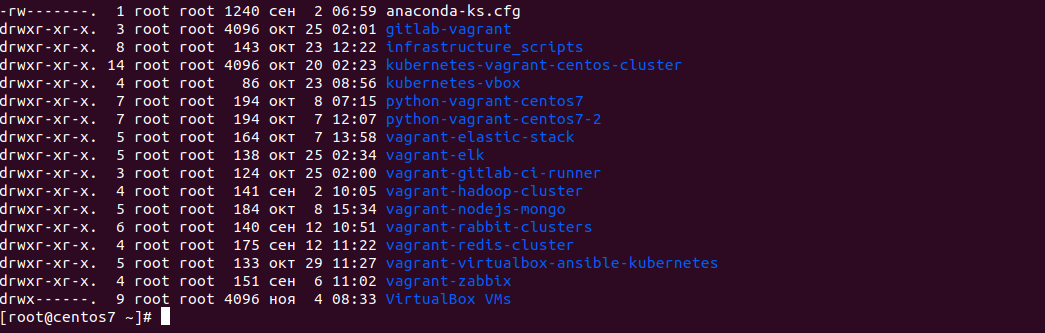 -rw-------.  1 root root 1240 сен  2 06:59 anaconda-ks.cfg
drwxr-xr-x.  3 root root 4096 окт 25 02:01 gitlab-vagrant
drwxr-xr-x.  8 root root  143 окт 23 12:22 infrastructure_scripts
drwxr-xr-x. 14 root root 4096 окт 20 02:23 kubernetes-vagrant-centos-cluster
drwxr-xr-x.  4 root root   86 окт 23 08:56 kubernetes-vbox
drwxr-xr-x.  7 root root  194 окт  8 07:15 python-vagrant-centos7
drwxr-xr-x.  7 root root  194 окт  7 12:07 python-vagrant-centos7-2
drwxr-xr-x.  5 root root  164 окт  7 13:58 vagrant-elastic-stack
drwxr-xr-x.  5 root root  138 окт 25 02:34 vagrant-elk
drwxr-xr-x.  3 root root  124 окт 25 02:00 vagrant-gitlab-ci-runner
drwxr-xr-x.  4 root root  141 сен  2 10:05 vagrant-hadoop-cluster
drwxr-xr-x.  5 root root  184 окт  8 15:34 vagrant-nodejs-mongo
drwxr-xr-x.  6 root root  140 сен 12 10:51 vagrant-rabbit-clusters
drwxr-xr-x.  4 root root  175 сен 12 11:22 vagrant-redis-cluster
drwxr-xr-x.  5 root root  133 окт 29 11:27 vagrant-virtualbox-ansible-kubernetes
drwxr-xr-x.  4 root root  151 сен  6 11:02 vagrant-zabbix
drwx------.  9 root root 4096 ноя  4 08:33 VirtualBox VMs
[root@centos7 ~]#